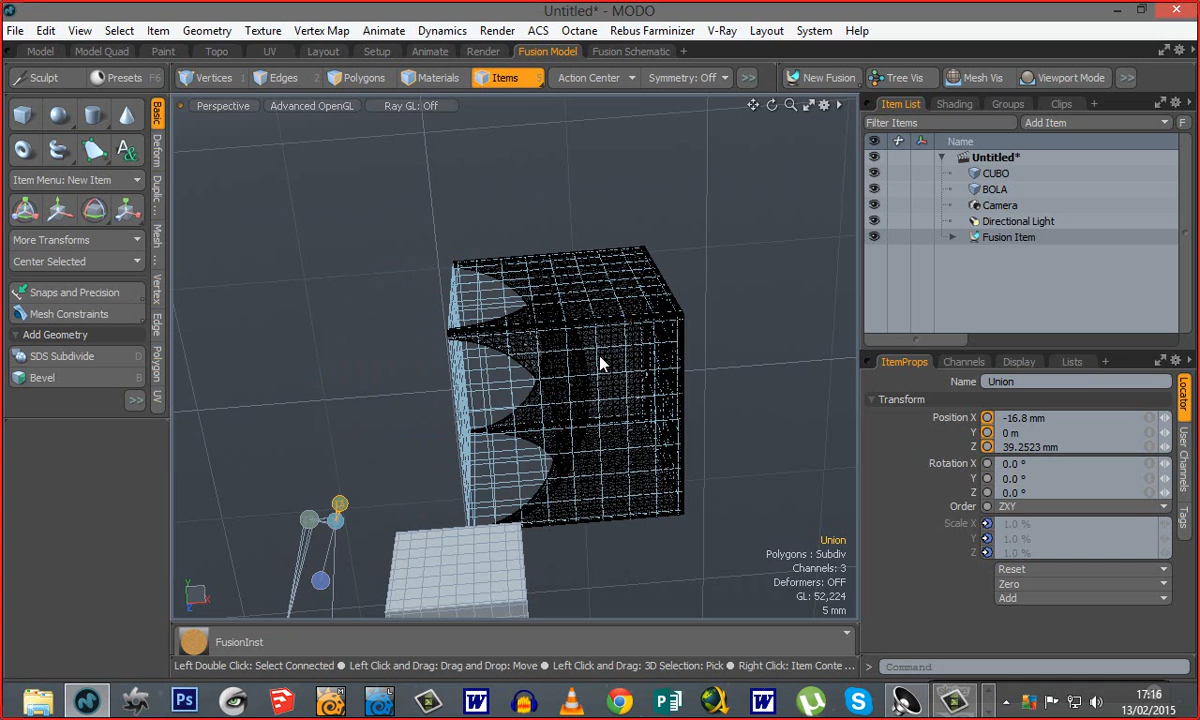 Untitled* - MODO
File Edit View Select Item Geometry Texture Vertex Map Animate Dynamics Render ACS Octane Rebus Farminizer V-Ray Layout System Help
Model Model Quad Paint Topo UV Layout Setup Animate Render Fusion Model Fusion Schematic +
Sculpt Presets F6 Vertices 1 Edges 2 Polygons Materials Items 5 Action Center Symmetry: Off >> New Fusion Tree Vis Mesh Vis Viewport Mode >>
Perspective Advanced OpenGL Ray GL: Off
Item List Shading Groups Clips +
Filter Items Add Item F
Name
Untitled*
CUBO
BOLA
Camera
Directional Light
Fusion Item
Basic
Deform
Duplic ...
Mesh ...
Vertex
Edge
Polygon
UV
Item Menu: New Item
More Transforms
Center Selected
Snaps and Precision
Mesh Constraints
Add Geometry
SDS Subdivide D
Bevel B
>>
Union
Polygons : Subdiv
Channels: 3
Deformers: OFF
GL: 52,224
5 mm
Y
X
Z
ItemProps Channels Display Lists +
Name Union
Transform
Position X -16.8 mm
Y 0 m
Z 39.2523 mm
Rotation X 0.0 °
Y 0.0 °
Z 0.0 °
Order ZXY
Scale X 1.0 %
Y 1.0 %
Z 1.0 %
Reset
Zero
Add
Locator
User Channels
Tags
FusionInst
Left Double Click: Select Connected ● Left Click and Drag: Drag and Drop: Move ● Left Click and Drag: 3D Selection: Pick ● Right Click: Item Conte ...
> Command
17:16
13/02/2015